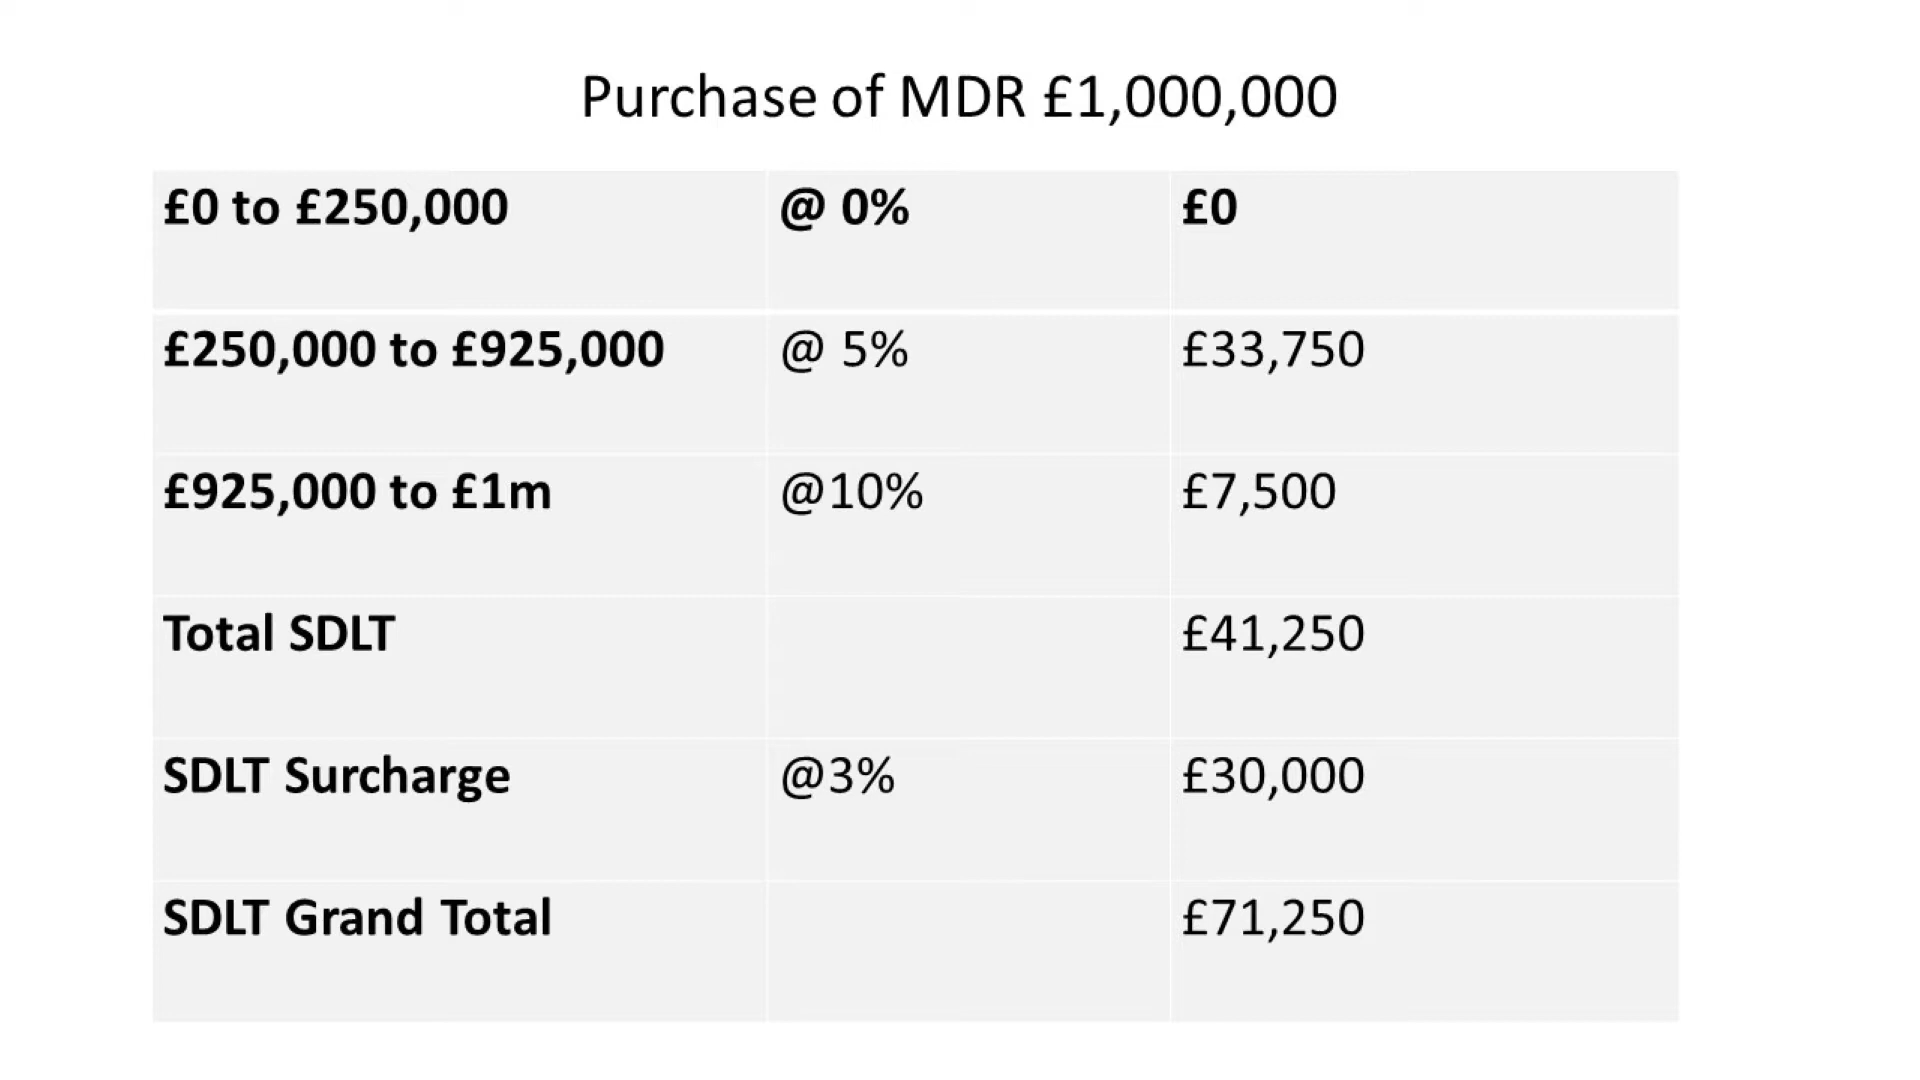 Purchase of MDR £1,000,000
£0 to £250,000 @ 0% £0
£250,000 to £925,000 @ 5% £33,750
£925,000 to £1m @10% £7,500
Total SDLT £41,250
SDLT Surcharge @3% £30,000
SDLT Grand Total £71,250